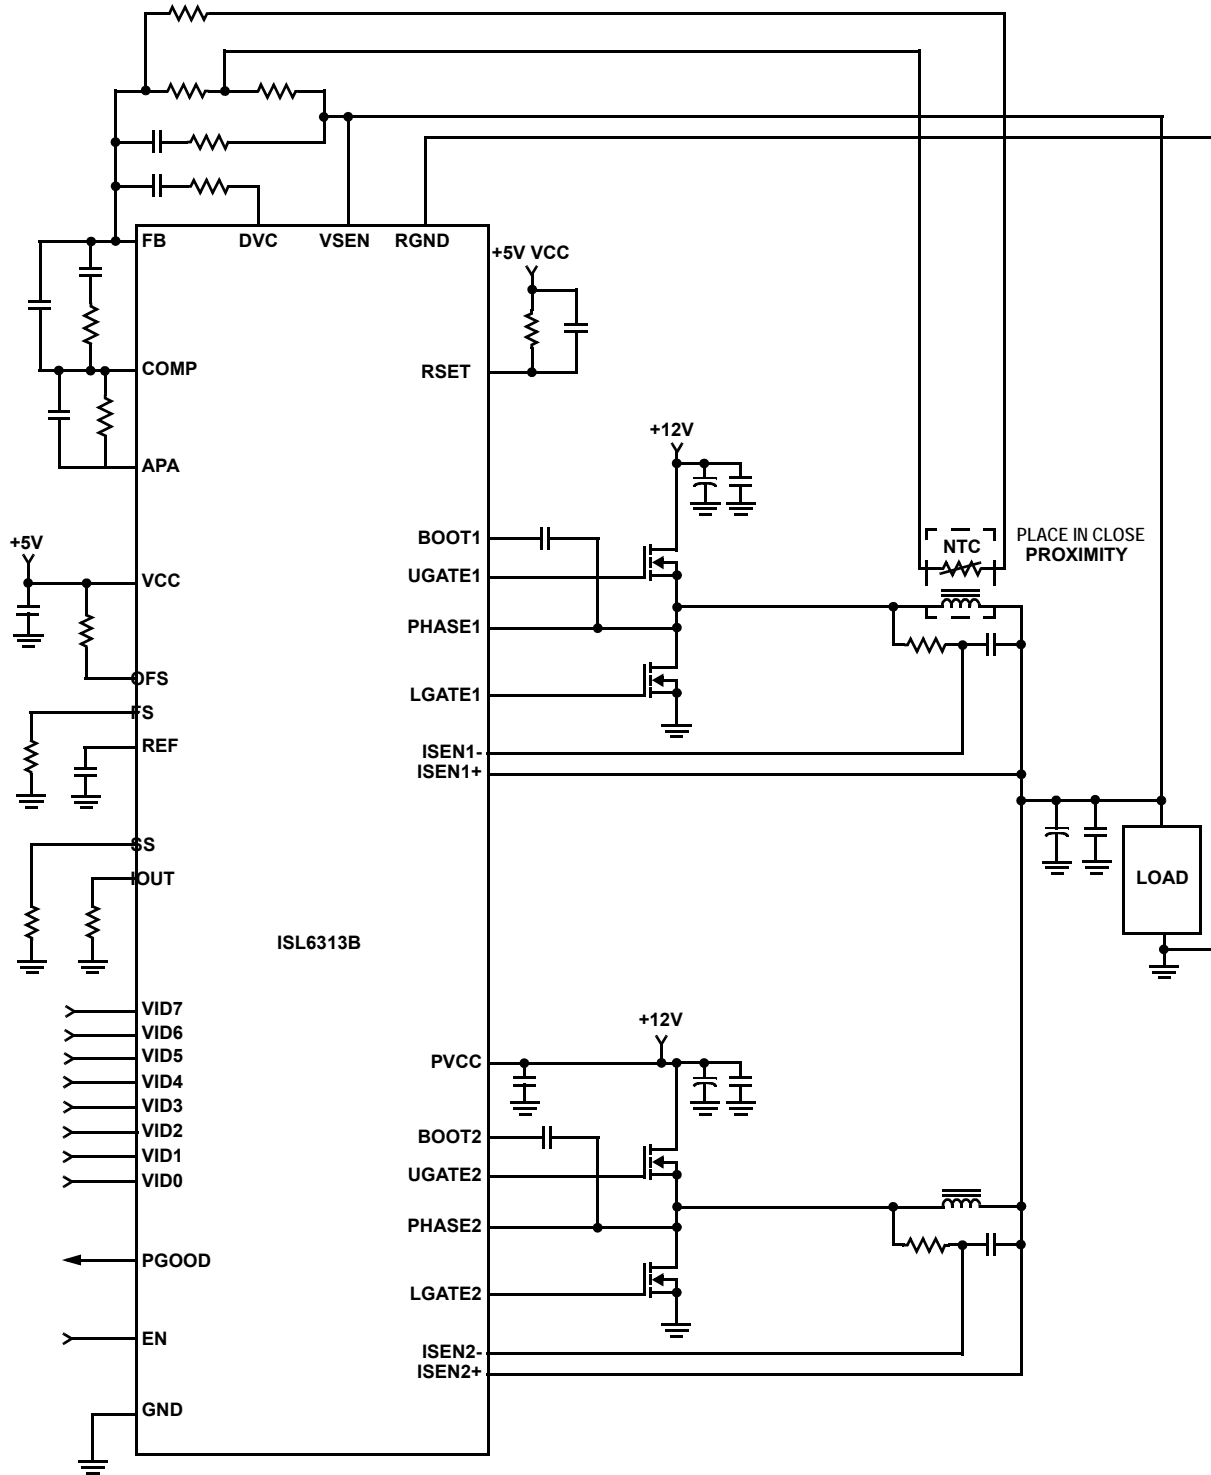 FB
DVC
VSEN
RGND
+5V VCC
COMP
RSET
+12V
APA
BOOT1
NTC
PLACE IN CLOSE
PROXIMITY
+5V
VCC
UGATE1
PHASE1
OFS
LGATE1
FS
REF
ISEN1-
ISEN1+
SS
IOUT
LOAD
ISL6313B
VID7
+12V
VID6
VID5
PVCC
VID4
VID3
VID2
BOOT2
VID1
VID0
UGATE2
PHASE2
PGOOD
LGATE2
EN
ISEN2-
ISEN2+
GND